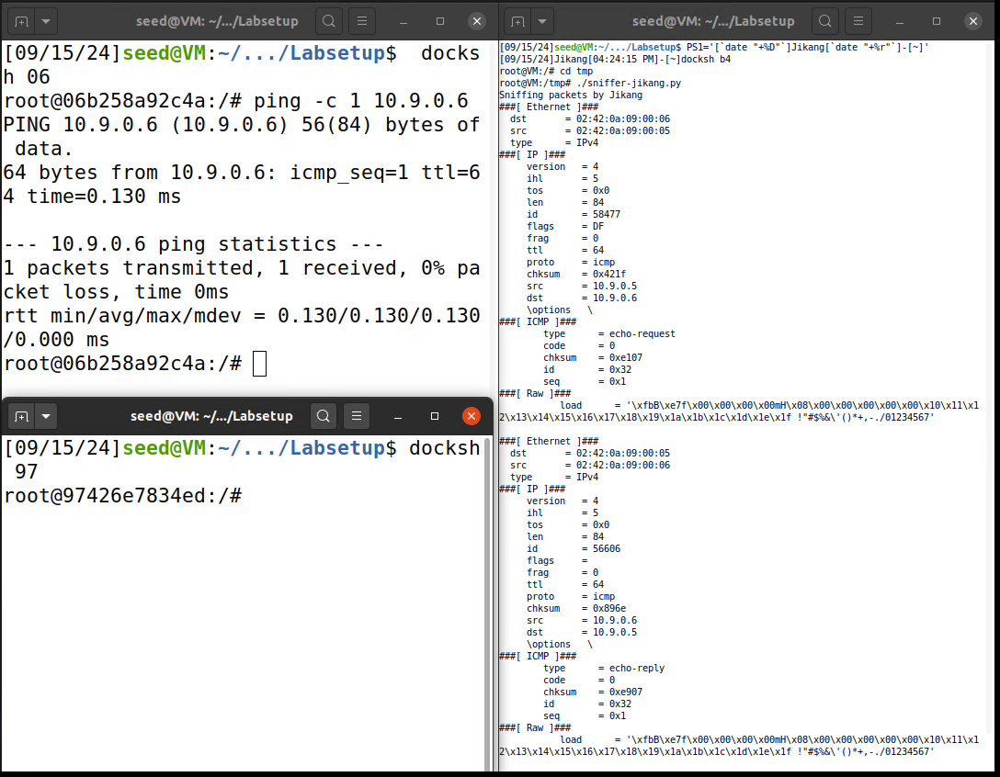 seed@VM: ~/.../Labsetup
[09/15/24]seed@VM:~/.../Labsetup$  docks
h 06
root@06b258a92c4a:/# ping -c 1 10.9.0.6
PING 10.9.0.6 (10.9.0.6) 56(84) bytes of
 data.
64 bytes from 10.9.0.6: icmp_seq=1 ttl=6
4 time=0.130 ms

--- 10.9.0.6 ping statistics ---
1 packets transmitted, 1 received, 0% pa
cket loss, time 0ms
rtt min/avg/max/mdev = 0.130/0.130/0.130
/0.000 ms
root@06b258a92c4a:/#
seed@VM: ~/.../Labsetup
[09/15/24]seed@VM:~/.../Labsetup$ docksh
 97
root@97426e7834ed:/#
seed@VM: ~/.../Labsetup
[09/15/24]seed@VM:~/.../Labsetup$ PS1='[`date "+%D"`]Jikang[`date "+%r"`]-[~]'
[09/15/24]Jikang[04:24:15 PM]-[~]docksh b4
root@VM:/# cd tmp
root@VM:/tmp# ./sniffer-jikang.py
Sniffing packets by Jikang
###[ Ethernet ]###
  dst       = 02:42:0a:09:00:06
  src       = 02:42:0a:09:00:05
  type      = IPv4
###[ IP ]###
     version   = 4
     ihl       = 5
     tos       = 0x0
     len       = 84
     id        = 58477
     flags     = DF
     frag      = 0
     ttl       = 64
     proto     = icmp
     chksum    = 0x421f
     src       = 10.9.0.5
     dst       = 10.9.0.6
     \options   \
###[ ICMP ]###
        type      = echo-request
        code      = 0
        chksum    = 0xe107
        id        = 0x32
        seq       = 0x1
###[ Raw ]###
           load      = '\xfbB\xe7f\x00\x00\x00\x00mH\x08\x00\x00\x00\x00\x00\x10\x11\x1
2\x13\x14\x15\x16\x17\x18\x19\x1a\x1b\x1c\x1d\x1e\x1f !"#$%&\'()*+,-./01234567'

###[ Ethernet ]###
  dst       = 02:42:0a:09:00:05
  src       = 02:42:0a:09:00:06
  type      = IPv4
###[ IP ]###
     version   = 4
     ihl       = 5
     tos       = 0x0
     len       = 84
     id        = 56606
     flags     =
     frag      = 0
     ttl       = 64
     proto     = icmp
     chksum    = 0x896e
     src       = 10.9.0.6
     dst       = 10.9.0.5
     \options   \
###[ ICMP ]###
        type      = echo-reply
        code      = 0
        chksum    = 0xe907
        id        = 0x32
        seq       = 0x1
###[ Raw ]###
           load      = '\xfbB\xe7f\x00\x00\x00\x00mH\x08\x00\x00\x00\x00\x00\x10\x11\x1
2\x13\x14\x15\x16\x17\x18\x19\x1a\x1b\x1c\x1d\x1e\x1f !"#$%&\'()*+,-./01234567'